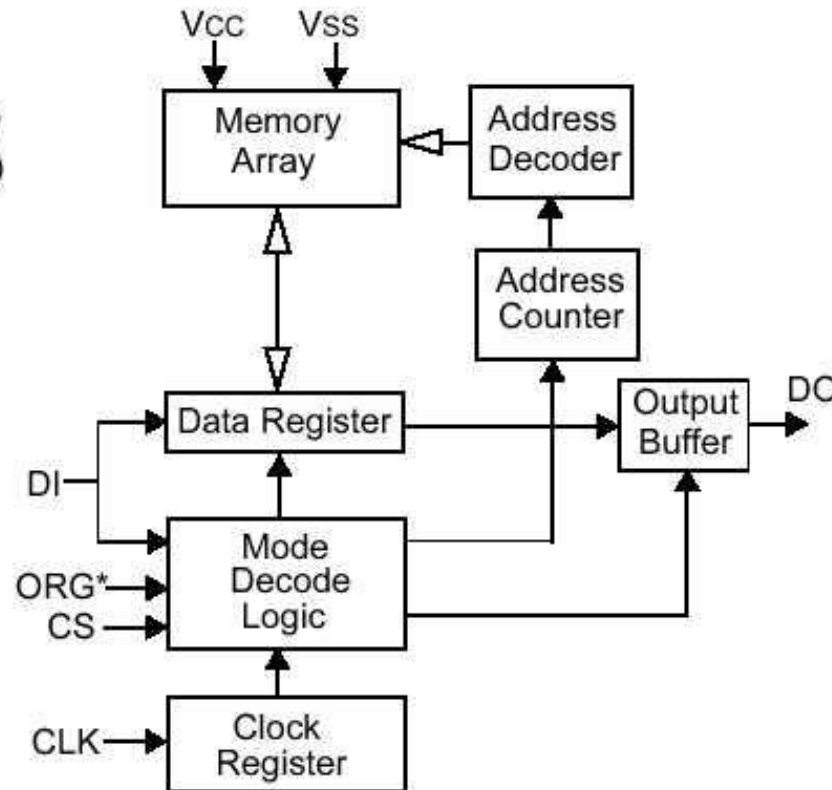 VCC
VSS
Memory
Array
Address
Decoder
Address
Counter
Data Register
Output
Buffer
DI
Mode
Decode
Logic
ORG*
CS
CLK
Clock
Register